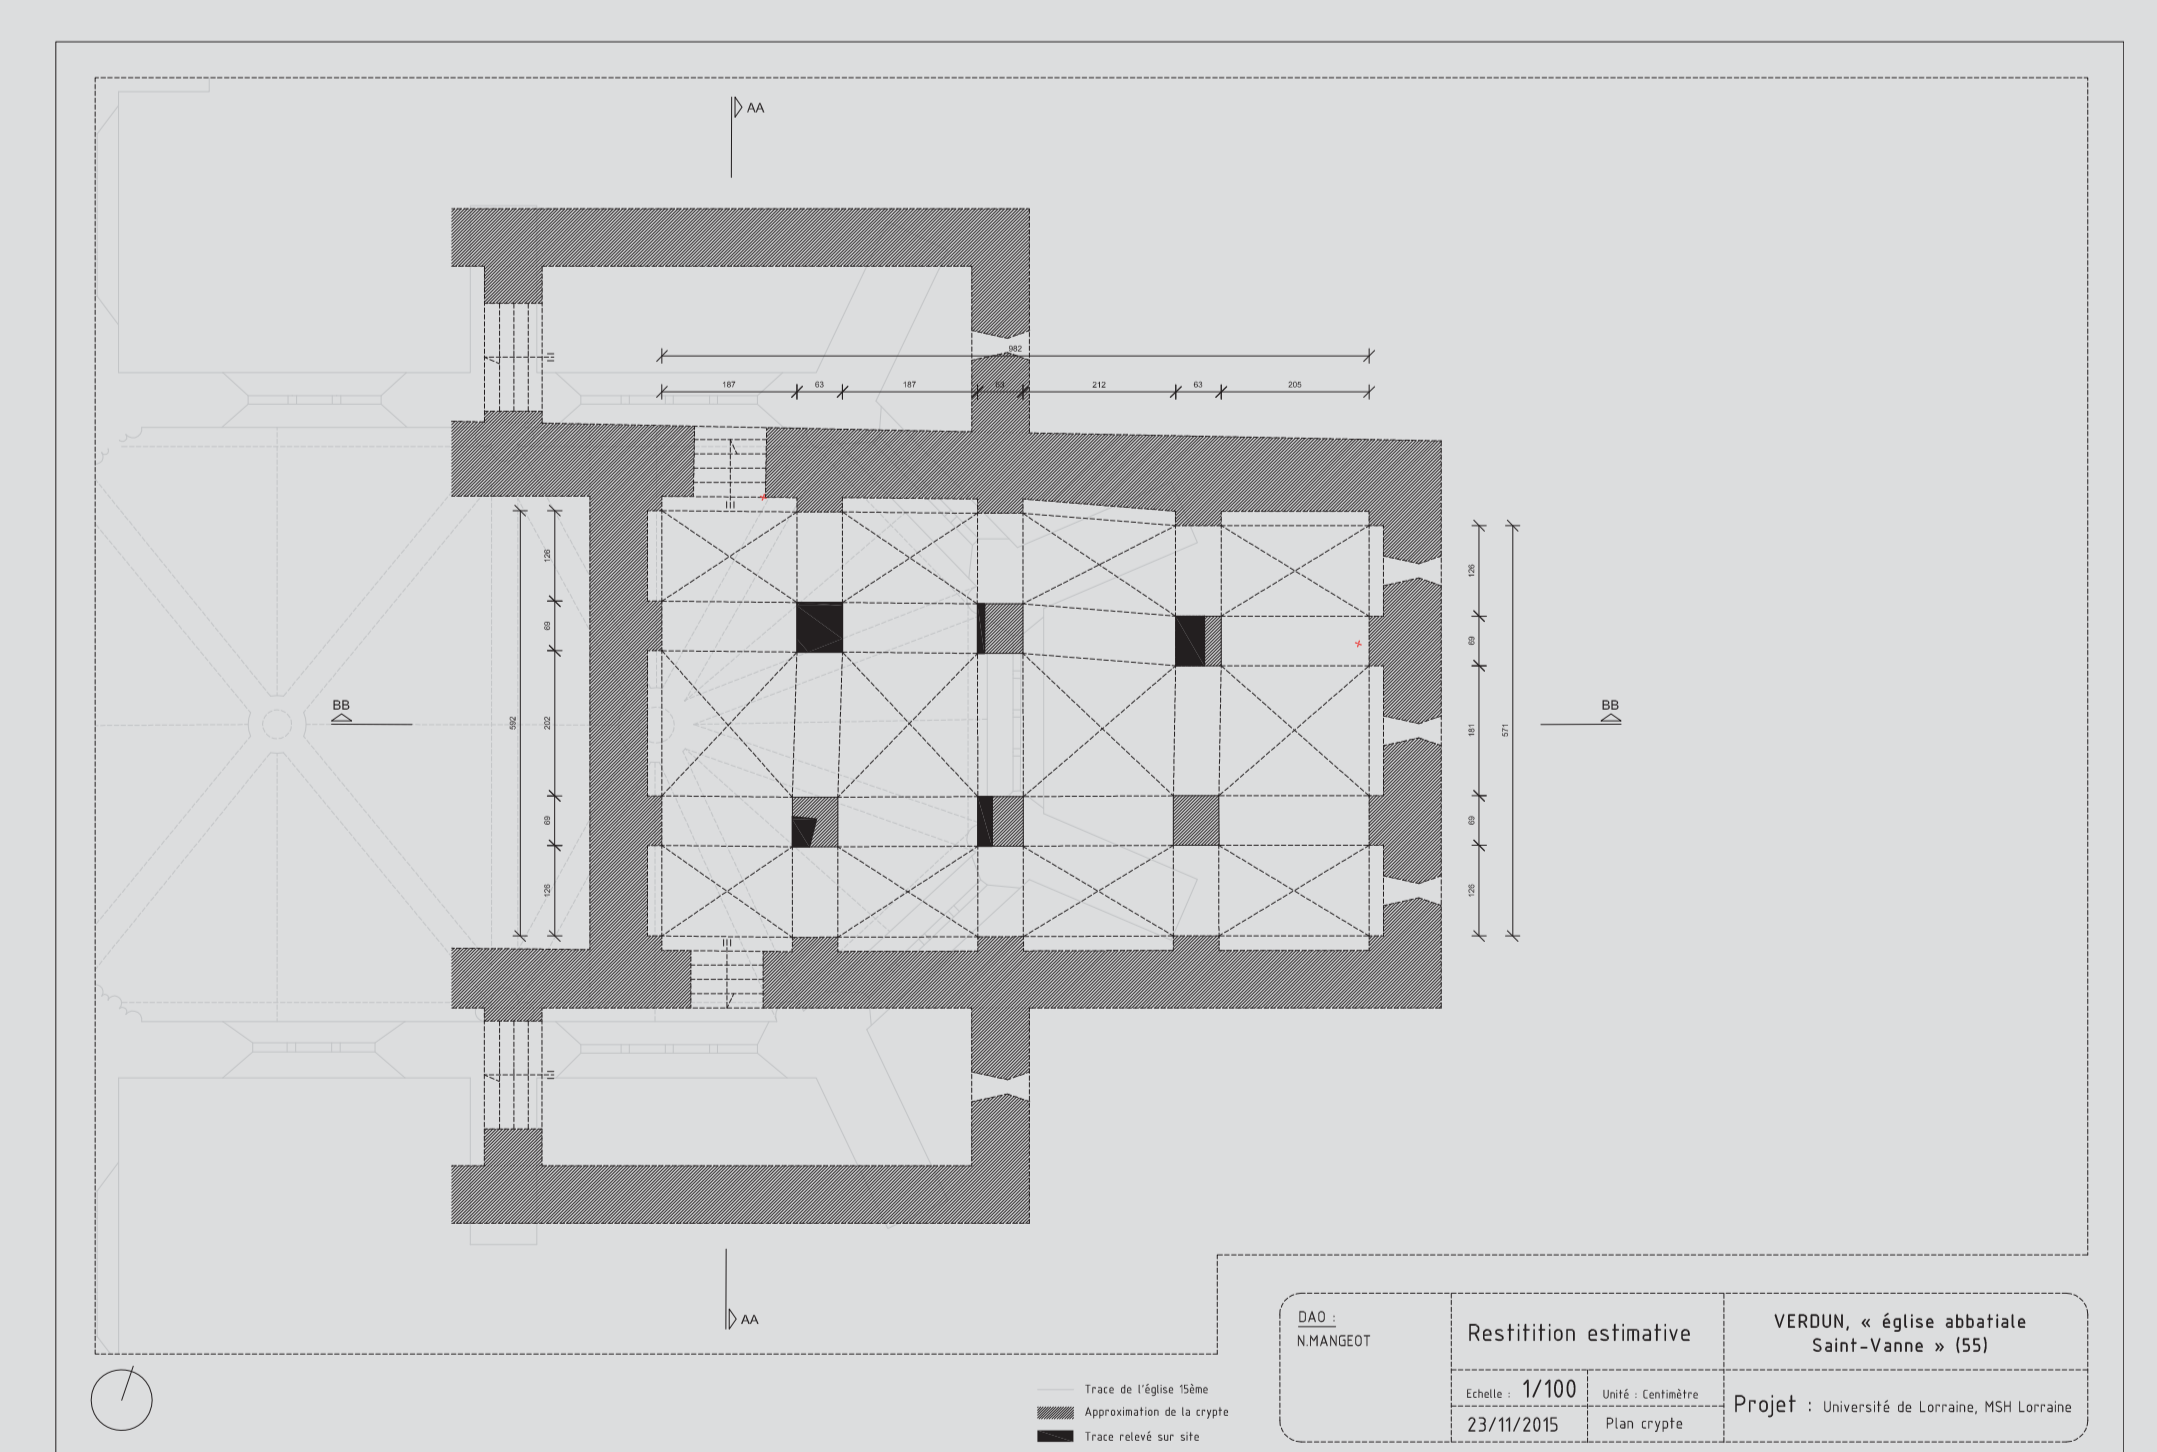 AA
982
187 63 187 63 212 63 205
126
69
592 202
69
126
126
69
181 571
69
126
BB
BB
AA
DAO :
N.MANGEOT
Restitition estimative
VERDUN, « église abbatiale
Saint-Vanne » (55)
Echelle : 1/100
Unité : Centimètre
23/11/2015
Plan crypte
Projet : Université de Lorraine, MSH Lorraine
Trace de l'église 15ème
Approximation de la crypte
Trace relevé sur site